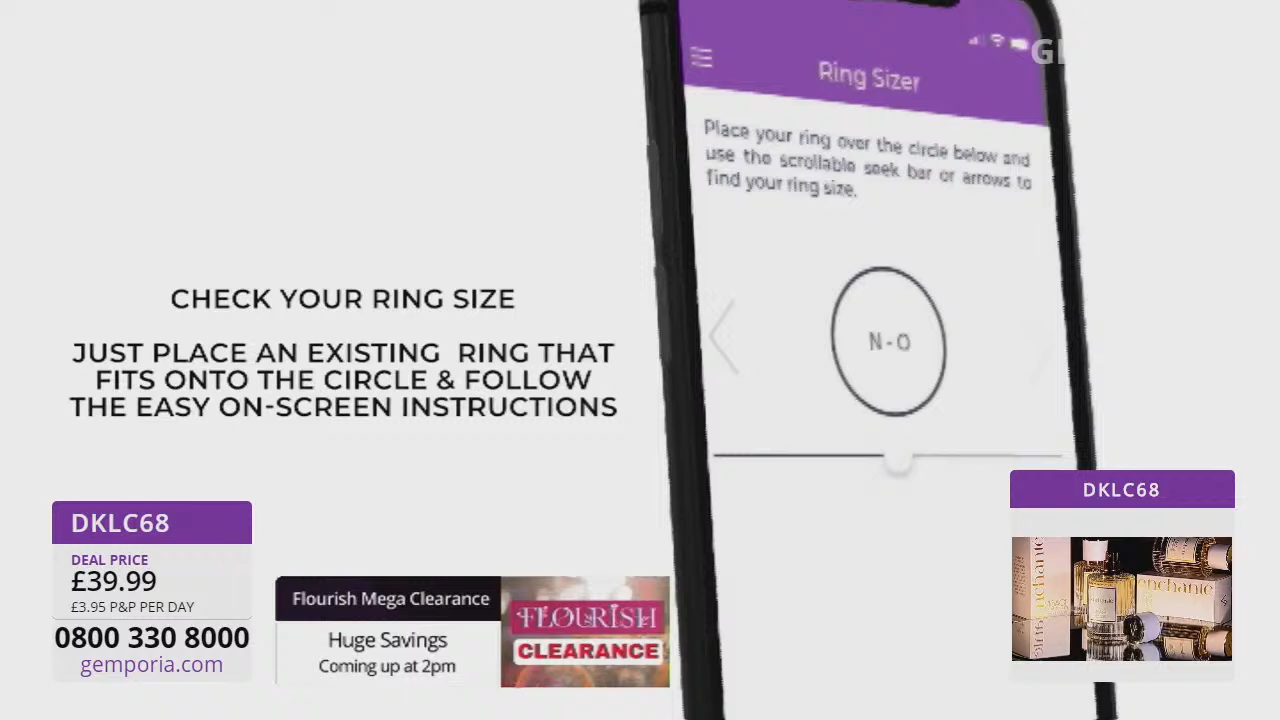 Ring Sizer
Place your ring over the circle below and
use the scrollable seek bar or arrows to
find your ring size.
N-O
CHECK YOUR RING SIZE
JUST PLACE AN EXISTING RING THAT
FITS ONTO THE CIRCLE & FOLLOW
THE EASY ON-SCREEN INSTRUCTIONS
DKLC68
DEAL PRICE
£39.99
£3.95 P&P PER DAY
0800 330 8000
gemporia.com
Flourish Mega Clearance
Huge Savings
Coming up at 2pm
FLOURISH
CLEARANCE
DKLC68
enchante